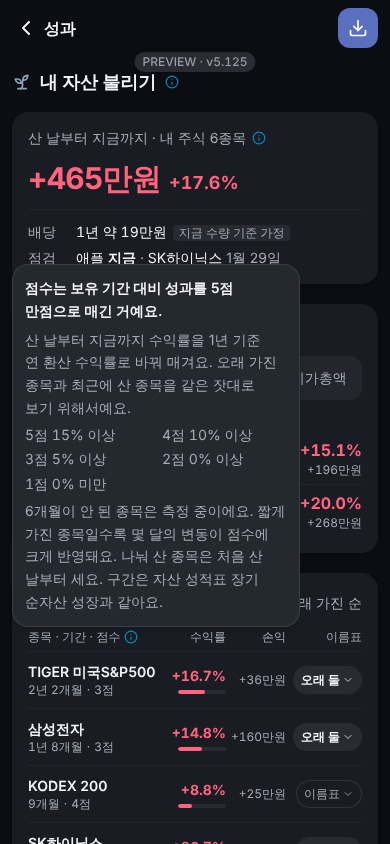 성과
PREVIEW · v5.125
내 자산 불리기
산 날부터 지금까지 · 내 주식 6종목
+465만원 +17.6%
배당 1년 약 19만원 지금 수량 기준 가정
점검 애플 지금 · SK하이닉스 1월 29일
점수는 보유 기간 대비 성과를 5점
만점으로 매긴 거예요.
산 날부터 지금까지 수익률을 1년 기준
연 환산 수익률로 바꿔 매겨요. 오래 가진
종목과 최근에 산 종목을 같은 잣대로
보기 위해서예요.
5점 15% 이상 4점 10% 이상
3점 5% 이상 2점 0% 이상
1점 0% 미만
6개월이 안 된 종목은 측정 중이에요. 짧게
가진 종목일수록 몇 달의 변동이 점수에
크게 반영돼요. 나눠 산 종목은 처음 산
날부터 세요. 구간은 자산 성적표 장기
순자산 성장과 같아요.
가총액
+15.1%
+196만원
+20.0%
+268만원
래 가진 순
종목 · 기간 · 점수 수익률 손익 이름표
TIGER 미국S&P500 +16.7% +36만원 오래 둘
2년 2개월 · 3점
삼성전자 +14.8% +160만원 오래 둘
1년 8개월 · 3점
KODEX 200 +8.8% +25만원 이름표
9개월 · 4점
SK하이닉스